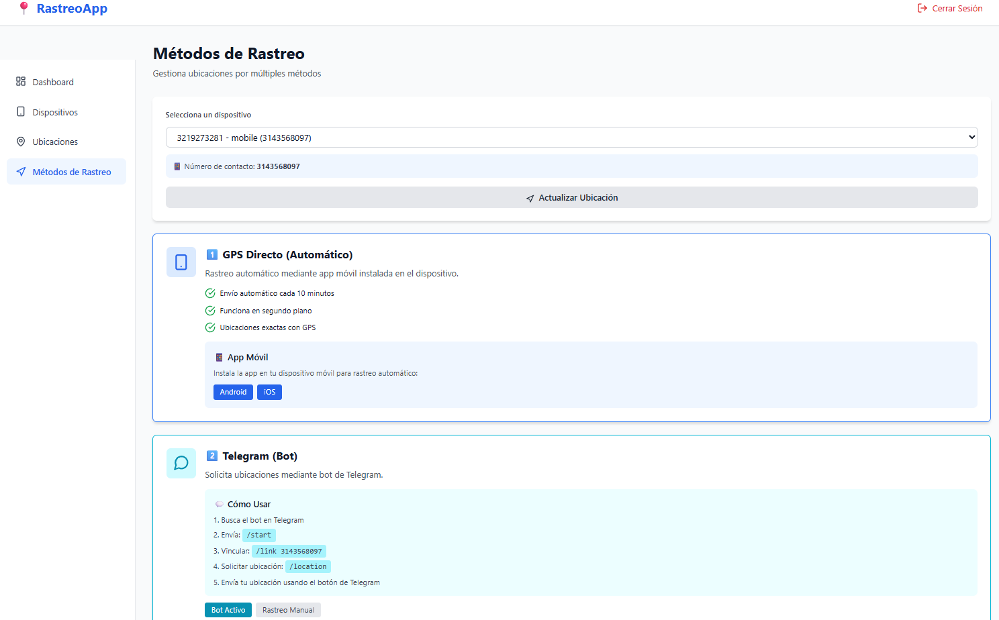 RastreoApp
Cerrar Sesión
Dashboard
Dispositivos
Ubicaciones
Métodos de Rastreo
Métodos de Rastreo
Gestiona ubicaciones por múltiples métodos
Selecciona un dispositivo
3219273281 - mobile (3143568097)
Número de contacto: 3143568097
Actualizar Ubicación
1 GPS Directo (Automático)
Rastreo automático mediante app móvil instalada en el dispositivo.
Envío automático cada 10 minutos
Funciona en segundo plano
Ubicaciones exactas con GPS
App Móvil
Instala la app en tu dispositivo móvil para rastreo automático:
Android
iOS
2 Telegram (Bot)
Solicita ubicaciones mediante bot de Telegram.
Cómo Usar
1. Busca el bot en Telegram
2. Envía: /start
3. Vincular: /link 3143568097
4. Solicitar ubicación: /location
5. Envía tu ubicación usando el botón de Telegram
Bot Activo
Rastreo Manual